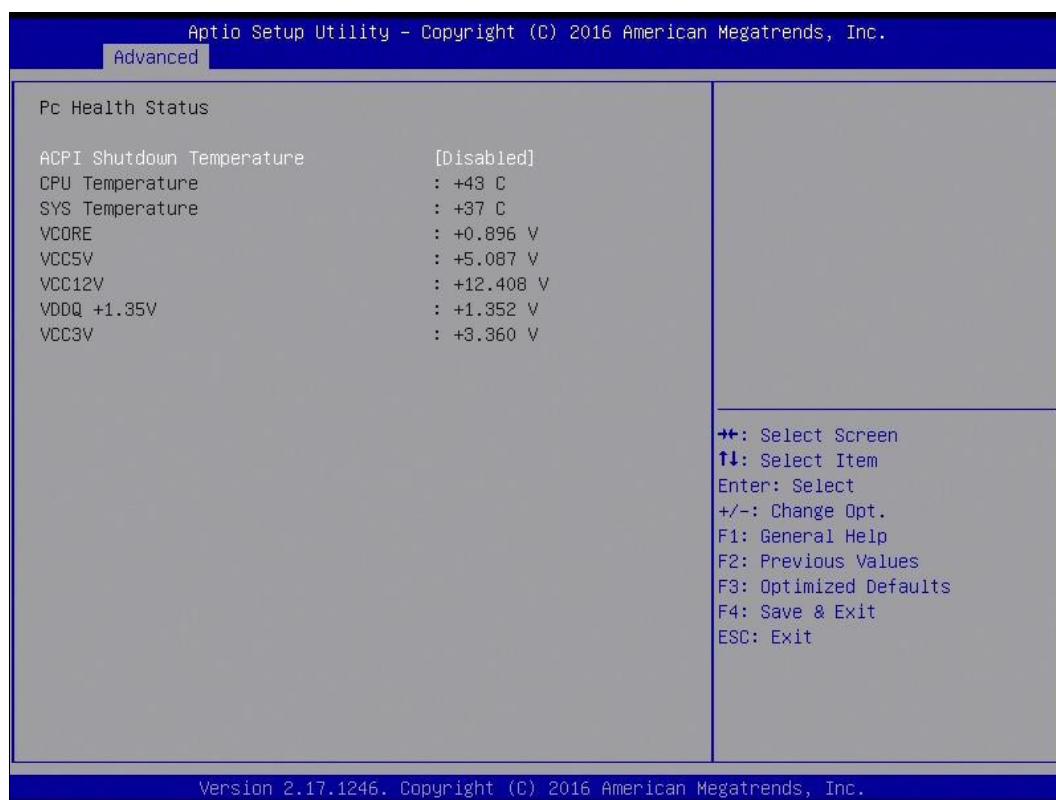 Aptio Setup Utility – Copyright (C) 2016 American Megatrends, Inc.
Advanced
Pc Health Status
ACPI Shutdown Temperature [Disabled]
CPU Temperature : +43 C
SYS Temperature : +37 C
VCORE : +0.896 V
VCC5V : +5.087 V
VCC12V : +12.408 V
VDDQ +1.35V : +1.352 V
VCC3V : +3.360 V
→←: Select Screen
↑↓: Select Item
Enter: Select
+/-: Change Opt.
F1: General Help
F2: Previous Values
F3: Optimized Defaults
F4: Save & Exit
ESC: Exit
Version 2.17.1246. Copyright (C) 2016 American Megatrends, Inc.